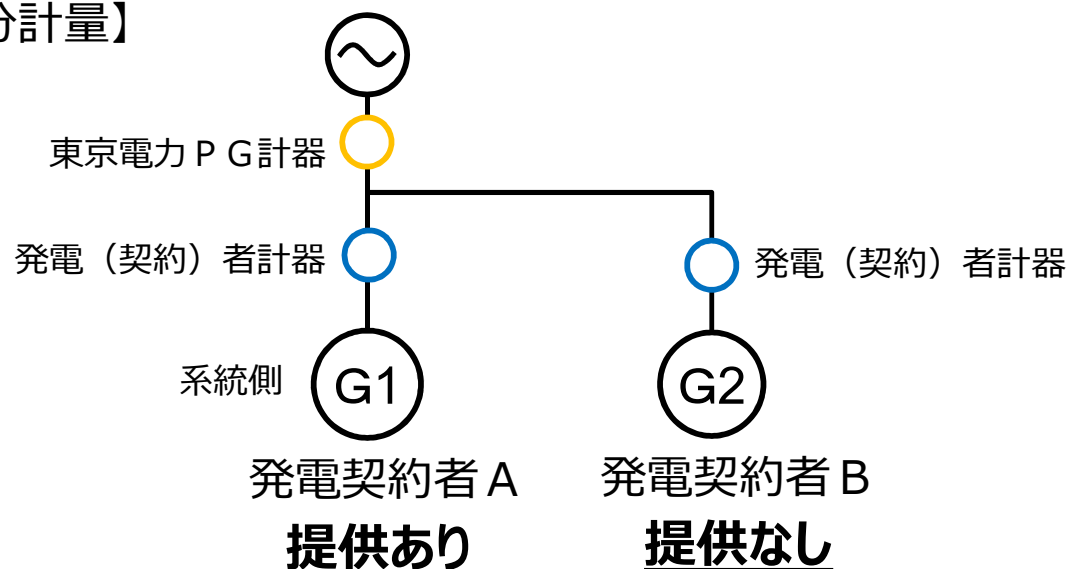 分計量】
東京電力ＰＧ計器
発電（契約）者計器
発電（契約）者計器
系統側
G1
G2
発電契約者Ａ
発電契約者Ｂ
提供あり
提供なし